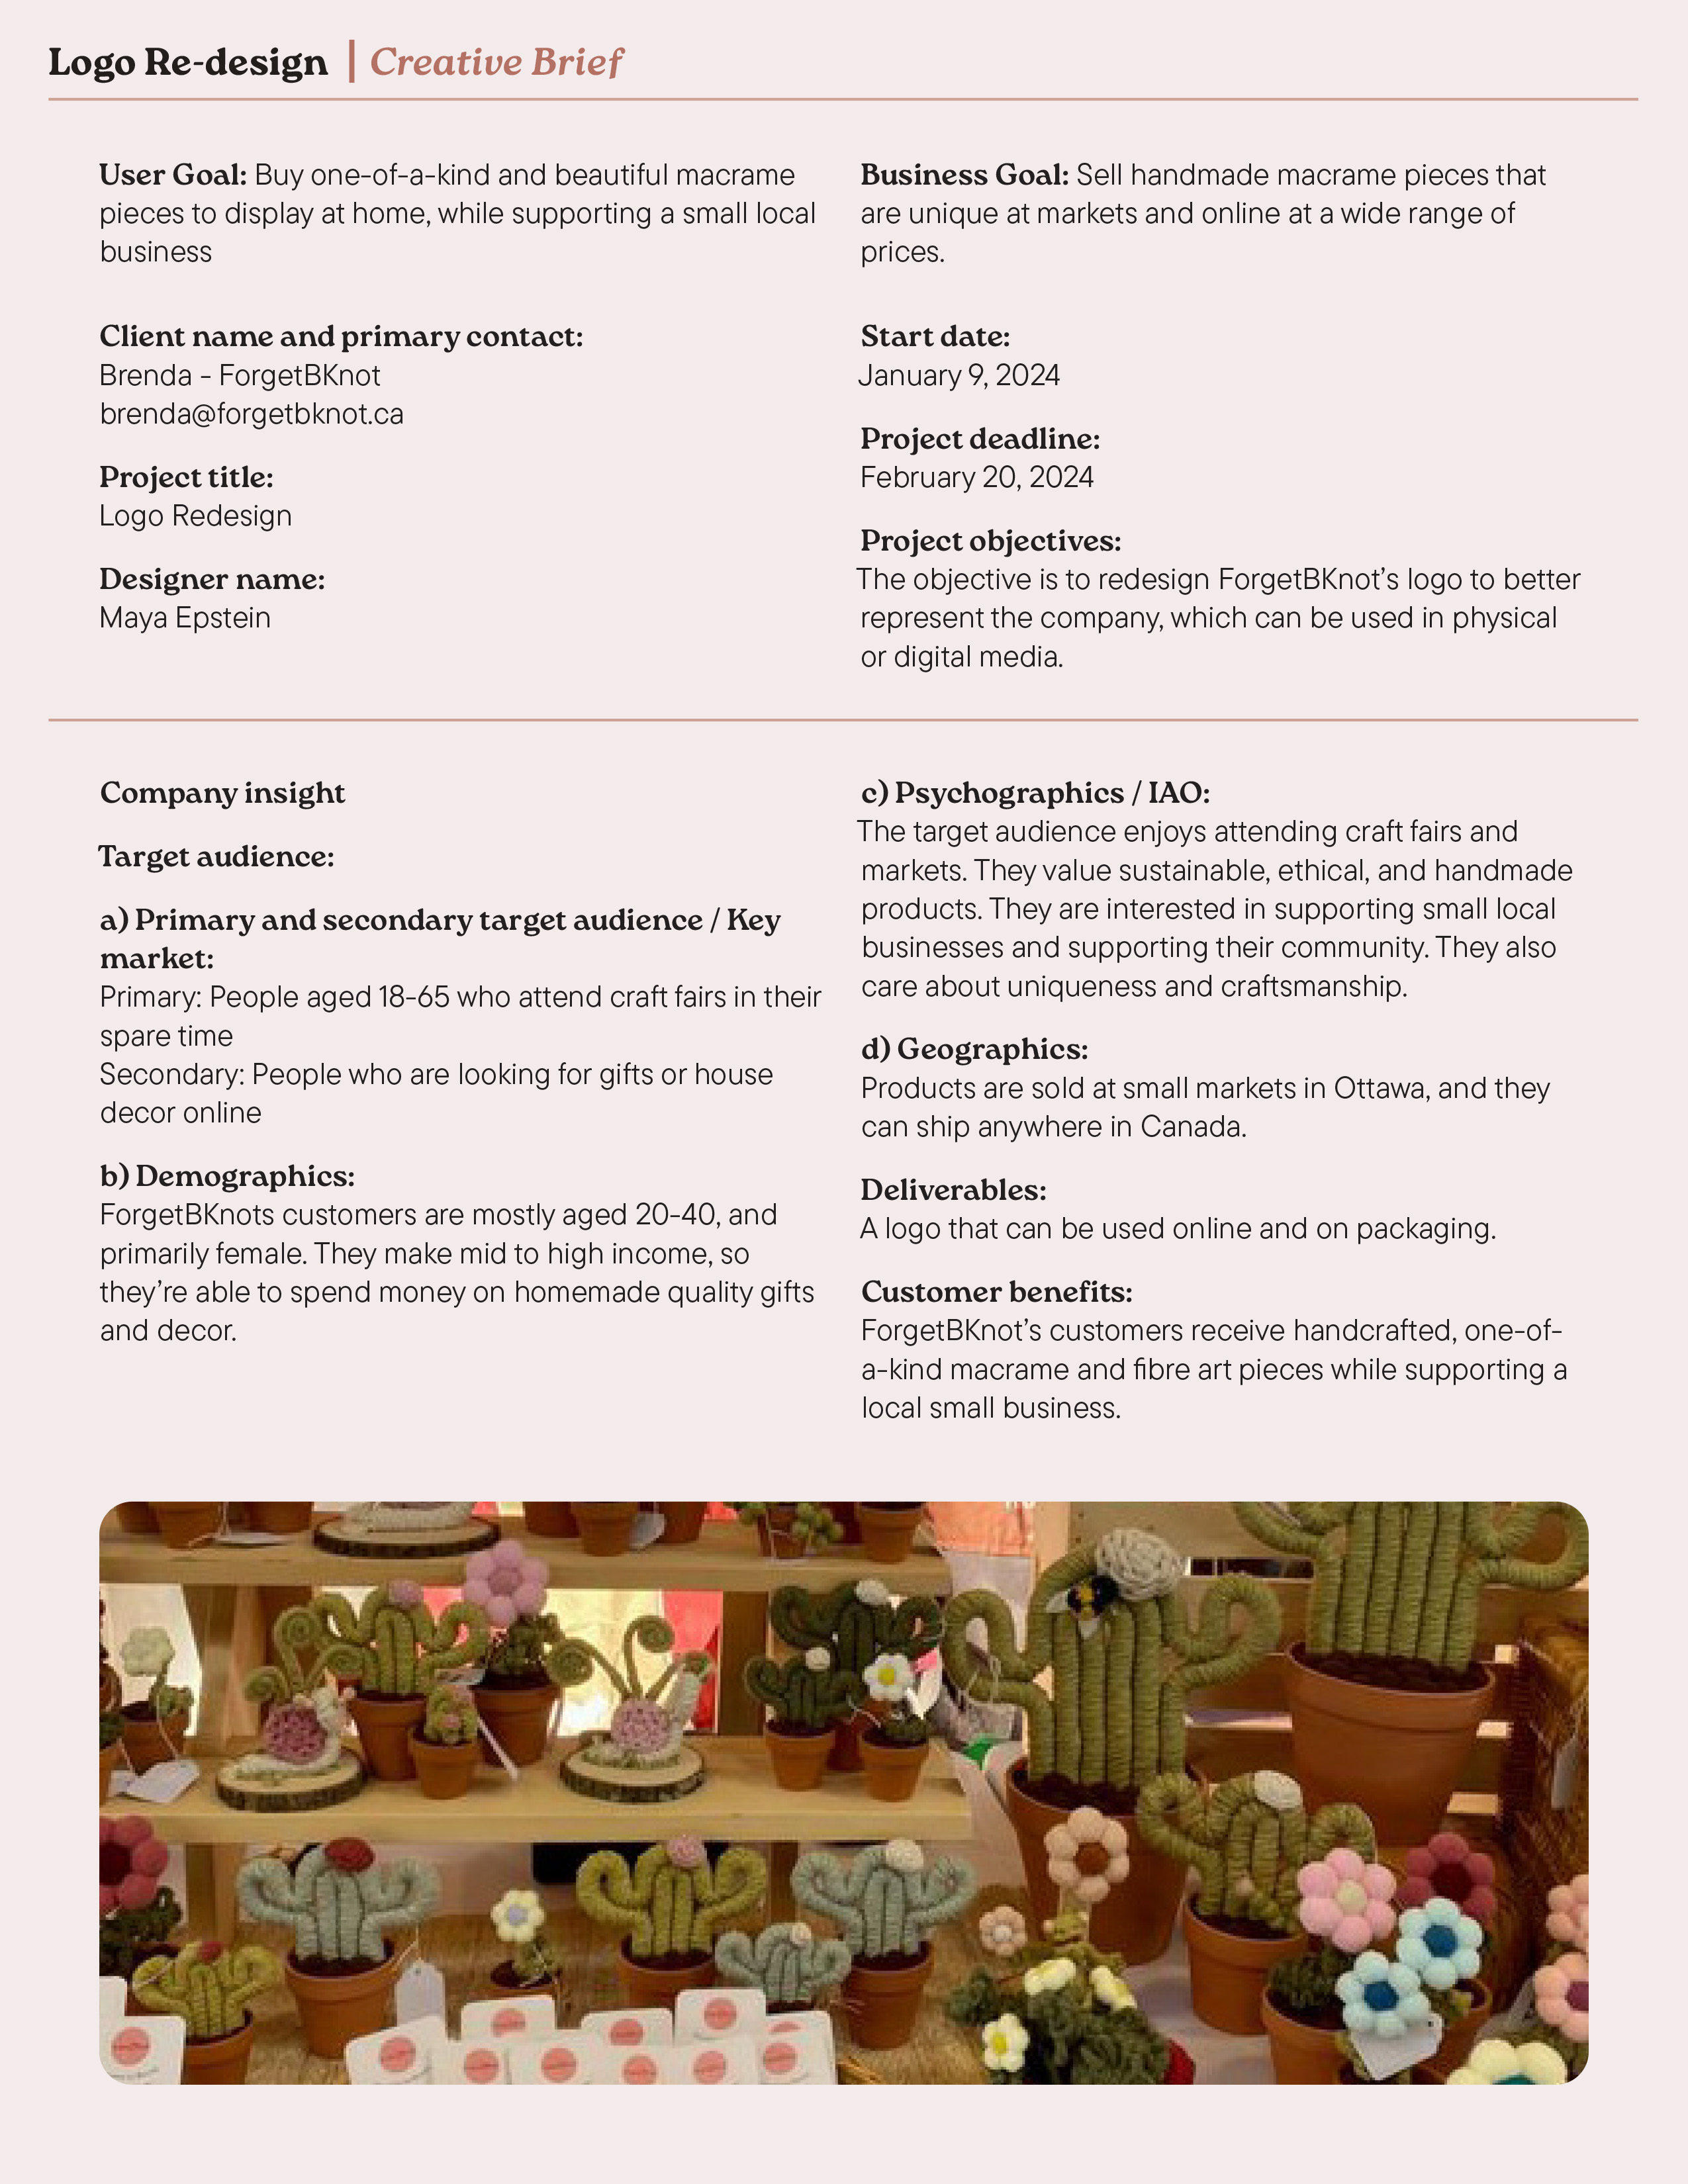 Logo Re-design | Creative Brief
User Goal: Buy one-of-a-kind and beautiful macrame
pieces to display at home, while supporting a small local
business
Business Goal: Sell handmade macrame pieces that
are unique at markets and online at a wide range of
prices.
Client name and primary contact:
Brenda - ForgetBKnot
brenda@forgetbknot.ca
Project title:
Logo Redesign
Designer name:
Maya Epstein
Start date:
January 9, 2024
Project deadline:
February 20, 2024
Project objectives:
The objective is to redesign ForgetBKnot’s logo to better
represent the company, which can be used in physical
or digital media.
Company insight
Target audience:
a) Primary and secondary target audience / Key
market:
Primary: People aged 18-65 who attend craft fairs in their
spare time
Secondary: People who are looking for gifts or house
decor online
b) Demographics:
ForgetBKnots customers are mostly aged 20-40, and
primarily female. They make mid to high income, so
they’re able to spend money on homemade quality gifts
and decor.
c) Psychographics / IAO:
The target audience enjoys attending craft fairs and
markets. They value sustainable, ethical, and handmade
products. They are interested in supporting small local
businesses and supporting their community. They also
care about uniqueness and craftsmanship.
d) Geographics:
Products are sold at small markets in Ottawa, and they
can ship anywhere in Canada.
Deliverables:
A logo that can be used online and on packaging.
Customer benefits:
ForgetBKnot’s customers receive handcrafted, one-of-
a-kind macrame and fibre art pieces while supporting a
local small business.